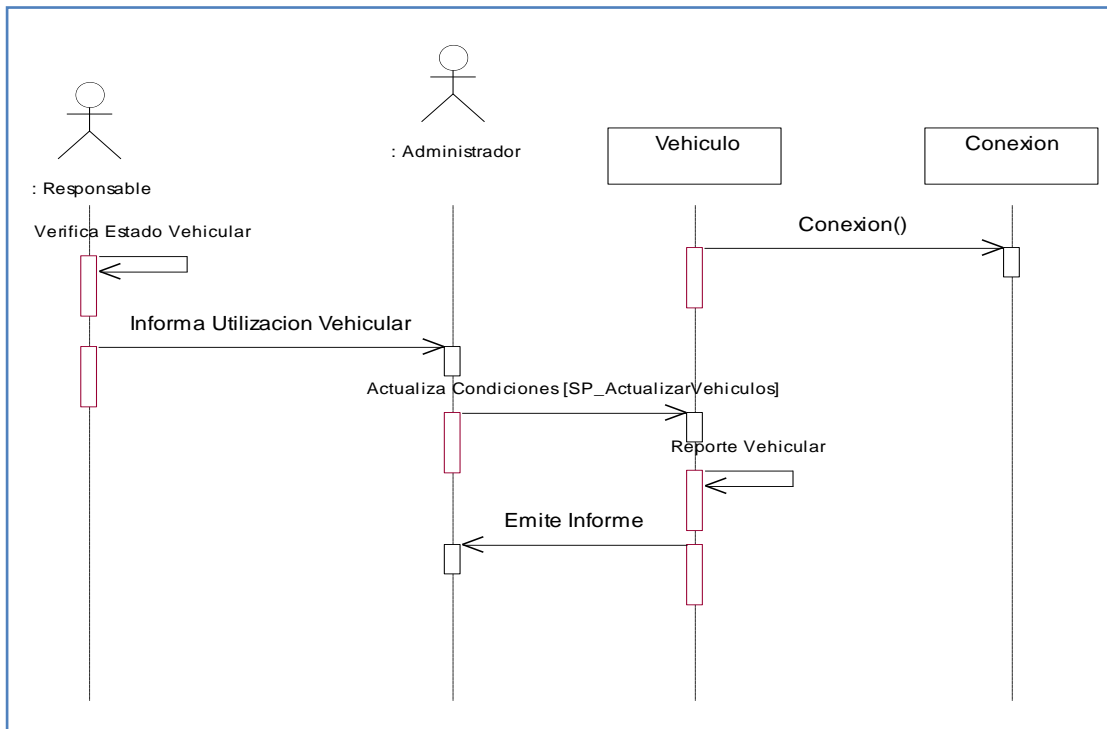 : Responsable
: Administrador
Vehiculo
Conexion
Verifica Estado Vehicular
Conexion()
Informa Utilizacion Vehicular
Actualiza Condiciones [SP_ActualizarVehiculos]
Reporte Vehicular
Emite Informe